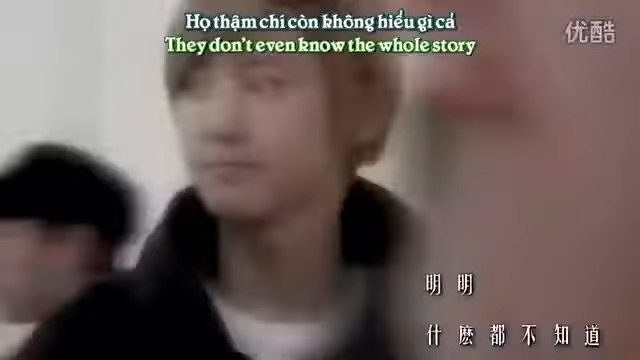 Họ thậm chí còn không hiểu gì cả
They don't even know the whole story
优酷
明明
什麽都不知道